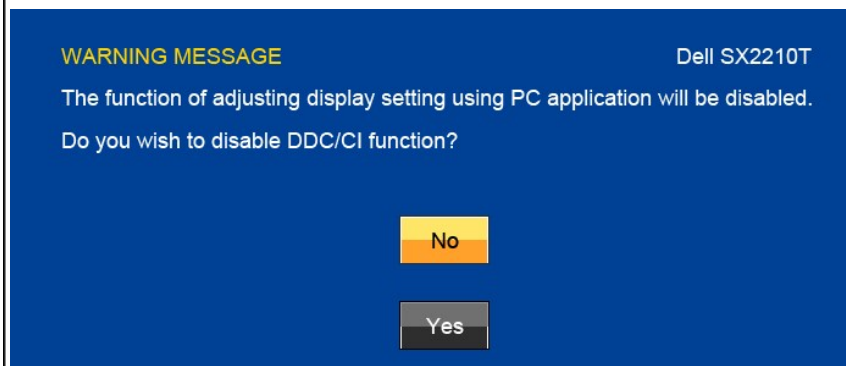 WARNING MESSAGE Dell SX2210T
The function of adjusting display setting using PC application will be disabled.
Do you wish to disable DDC/CI function?
No
Yes